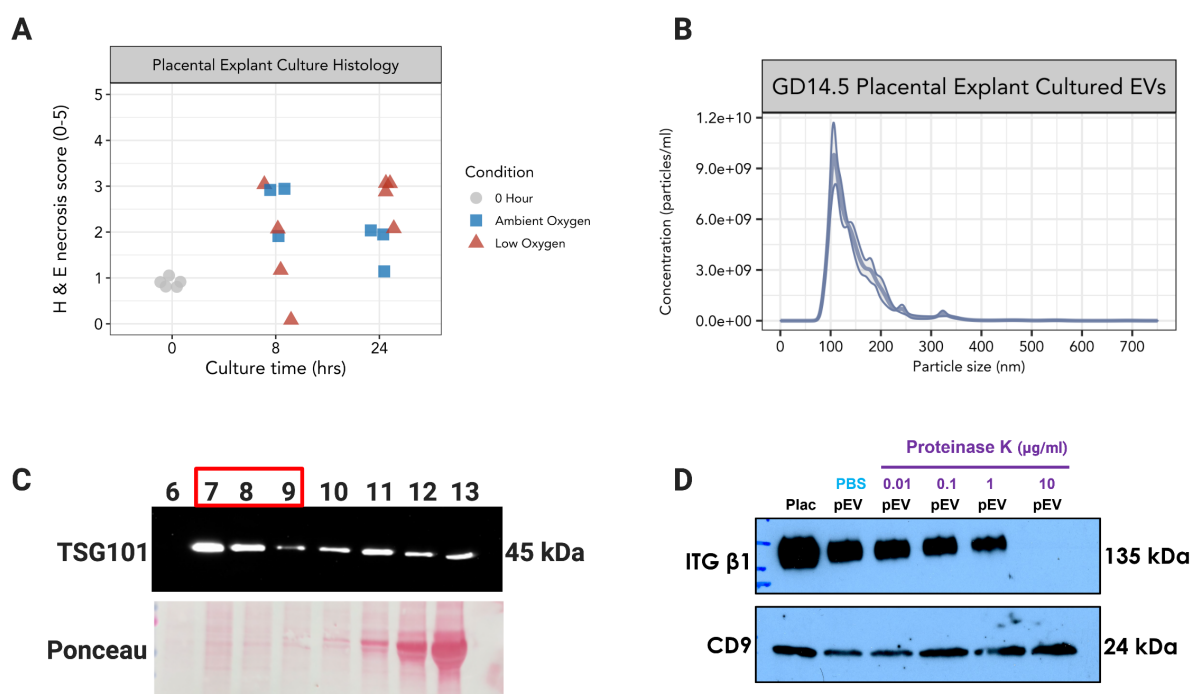 A
Placental Explant Culture Histology
H & E necrosis score (0-5)
5
4
3
2
1
0
0
8
24
Culture time (hrs)
Condition
0 Hour
Ambient Oxygen
Low Oxygen
B
GD14.5 Placental Explant Cultured EVs
Concentration (particles/ml)
1.2e+10
9.0e+09
6.0e+09
3.0e+09
0.0e+00
0
100
200
300
400
500
600
700
Particle size (nm)
C
6 7 8 9 10 11 12 13
TSG101
45 kDa
Ponceau
D
Proteinase K (µg/ml)
PBS 0.01 0.1 1 10
Plac pEV pEV pEV pEV pEV
ITG β1
135 kDa
CD9
24 kDa